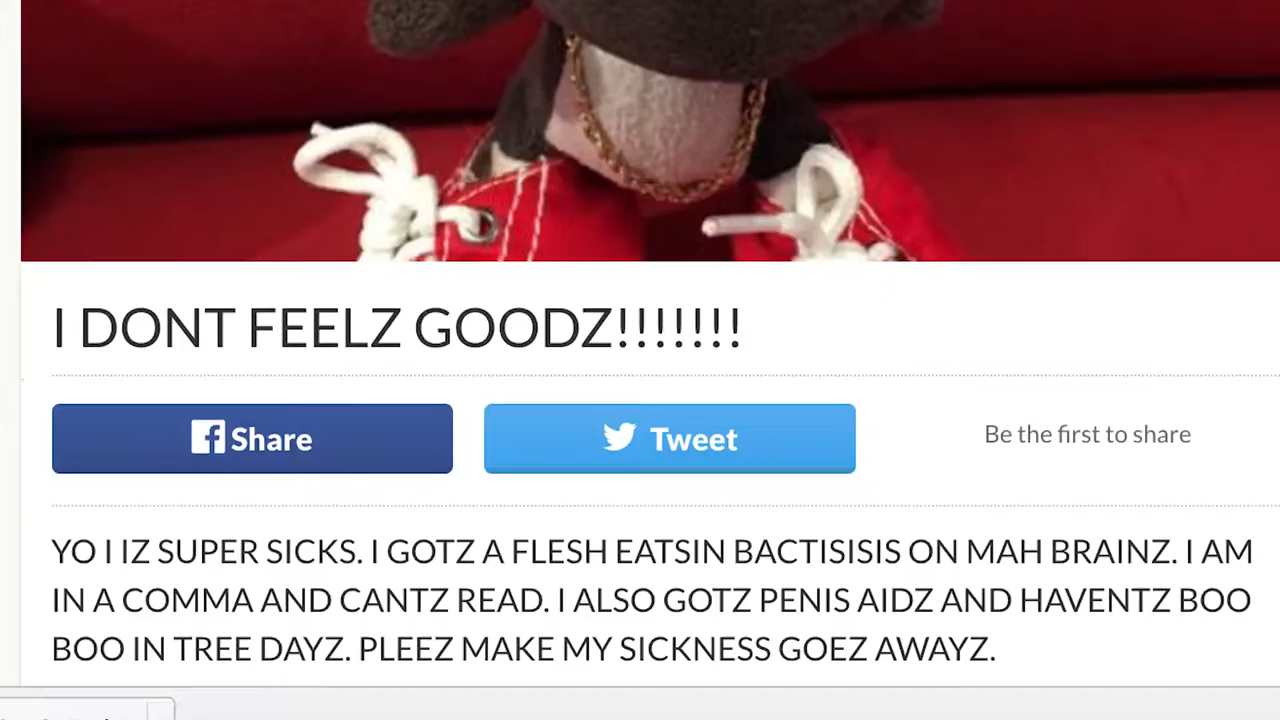 I DONT FEELZ GOODZ!!!!!!!
Share
Tweet
Be the first to share
YO I IZ SUPER SICKS. I GOTZ A FLESH EATSIN BACTISISIS ON MAH BRAINZ. I AM
IN A COMMA AND CANTZ READ. I ALSO GOTZ PENIS AIDZ AND HAVENTZ BOO
BOO IN TREE DAYZ. PLEEZ MAKE MY SICKNESS GOEZ AWAYZ.